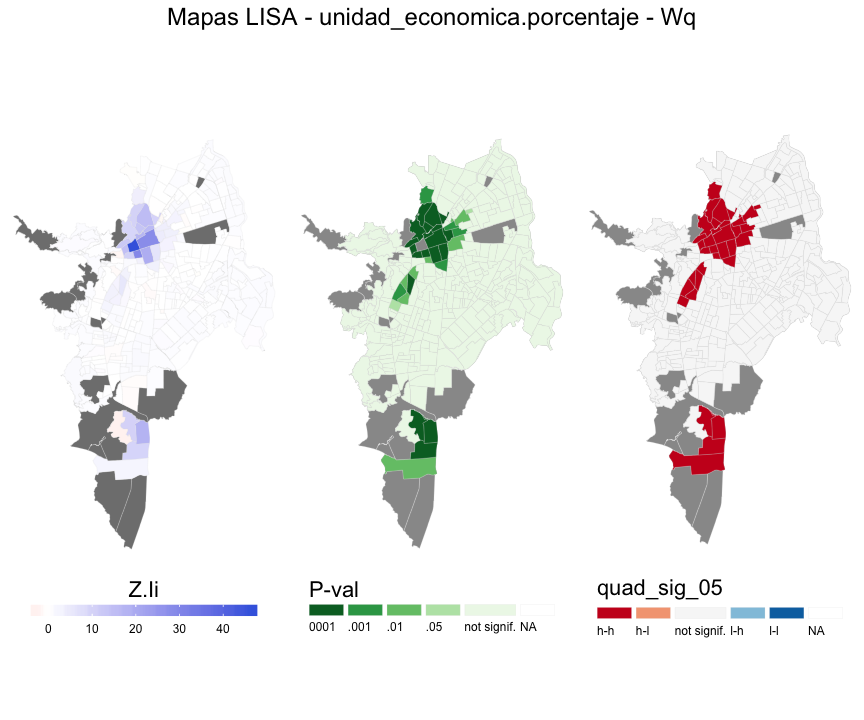 Mapas LISA - unidad_economica.porcentaje - Wq
Z.li
0 10 20 30 40
P-val
0001 .001 .01 .05 not signif. NA
quad_sig_05
h-h h-l not signif. l-h l-l NA